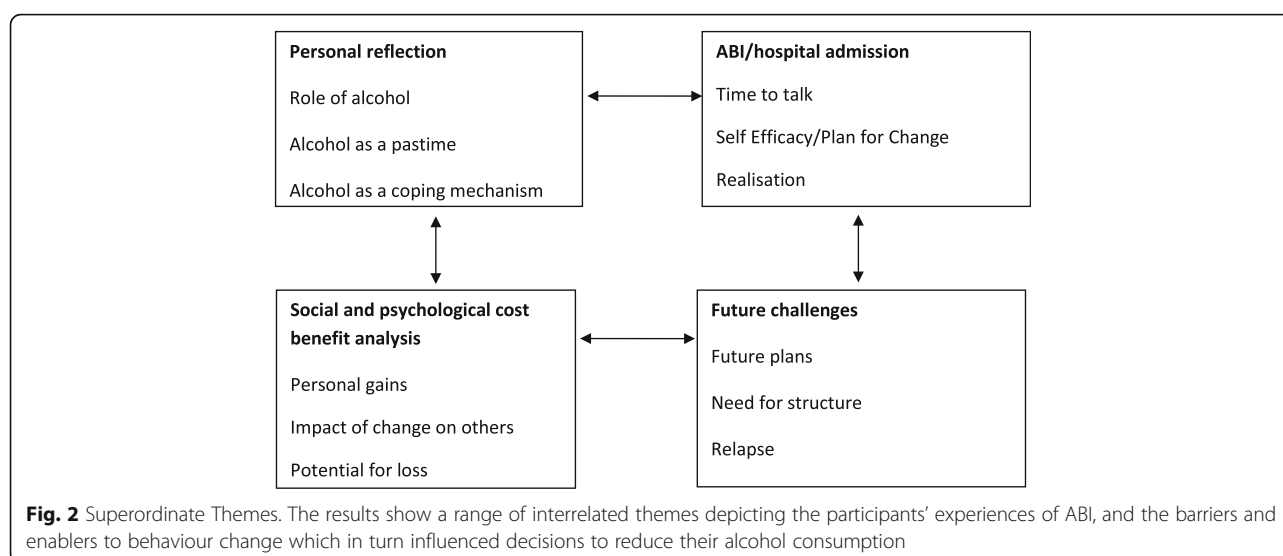 Personal reflection
Role of alcohol
Alcohol as a pastime
Alcohol as a coping mechanism
ABI/hospital admission
Time to talk
Self Efficacy/Plan for Change
Realisation
Social and psychological cost
benefit analysis
Personal gains
Impact of change on others
Potential for loss
Future challenges
Future plans
Need for structure
Relapse
Fig. 2 Superordinate Themes. The results show a range of interrelated themes depicting the participants’ experiences of ABI, and the barriers and
enablers to behaviour change which in turn influenced decisions to reduce their alcohol consumption